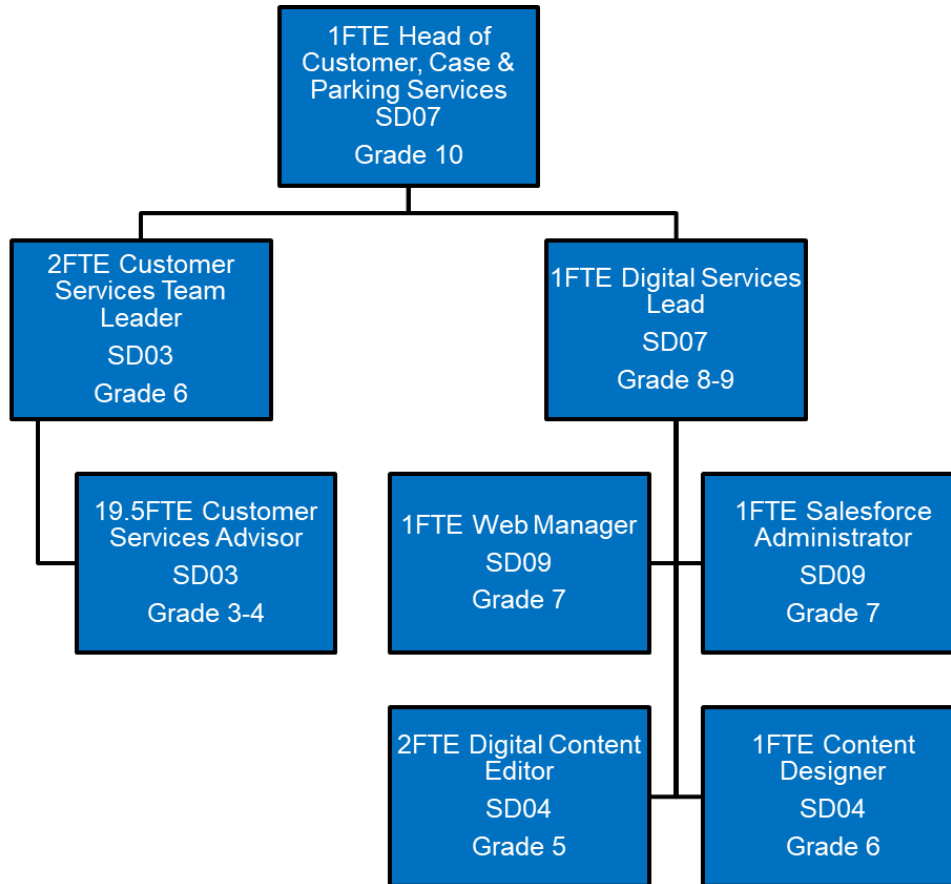 1FTE Head of
Customer, Case &
Parking Services
SD07
Grade 10
2FTE Customer
Services Team
Leader
SD03
Grade 6
1FTE Digital Services
Lead
SD07
Grade 8-9
19.5FTE Customer
Services Advisor
SD03
Grade 3-4
1FTE Web Manager
SD09
Grade 7
1FTE Salesforce
Administrator
SD09
Grade 7
2FTE Digital Content
Editor
SD04
Grade 5
1FTE Content
Designer
SD04
Grade 6